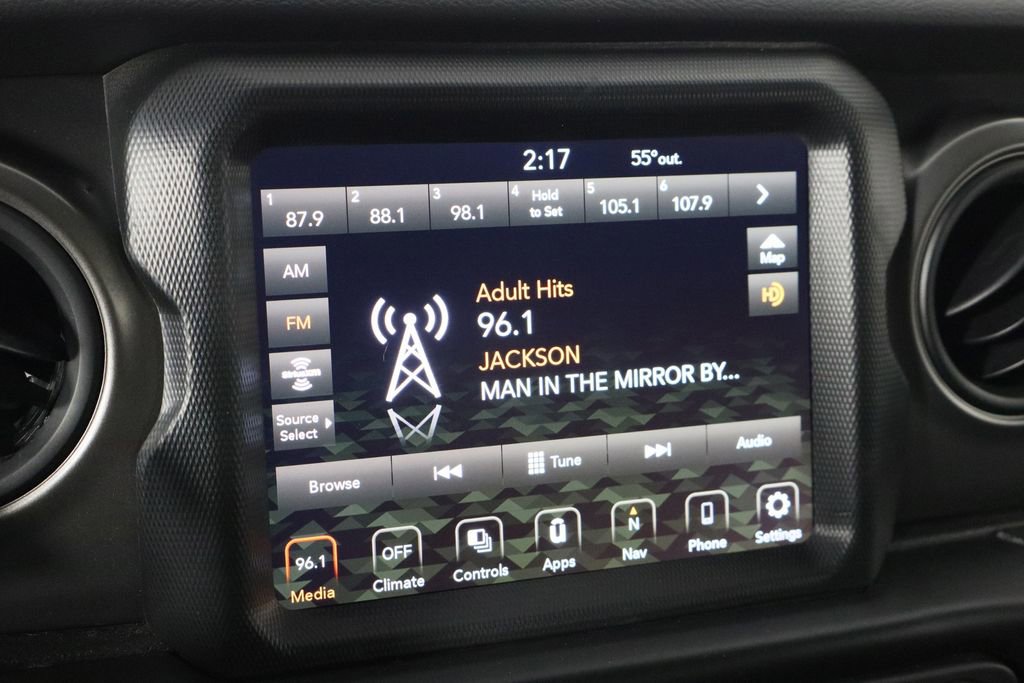 2:17 55°out.
1 87.9 2 88.1 3 98.1 4 Hold to Set 5 105.1 6 107.9
AM
FM
SiriusXM
Source
Select
Map
HD
Adult Hits
96.1
JACKSON
MAN IN THE MIRROR BY...
Browse Tune Audio
96.1 OFF N
Media Climate Controls Apps Nav Phone Settings